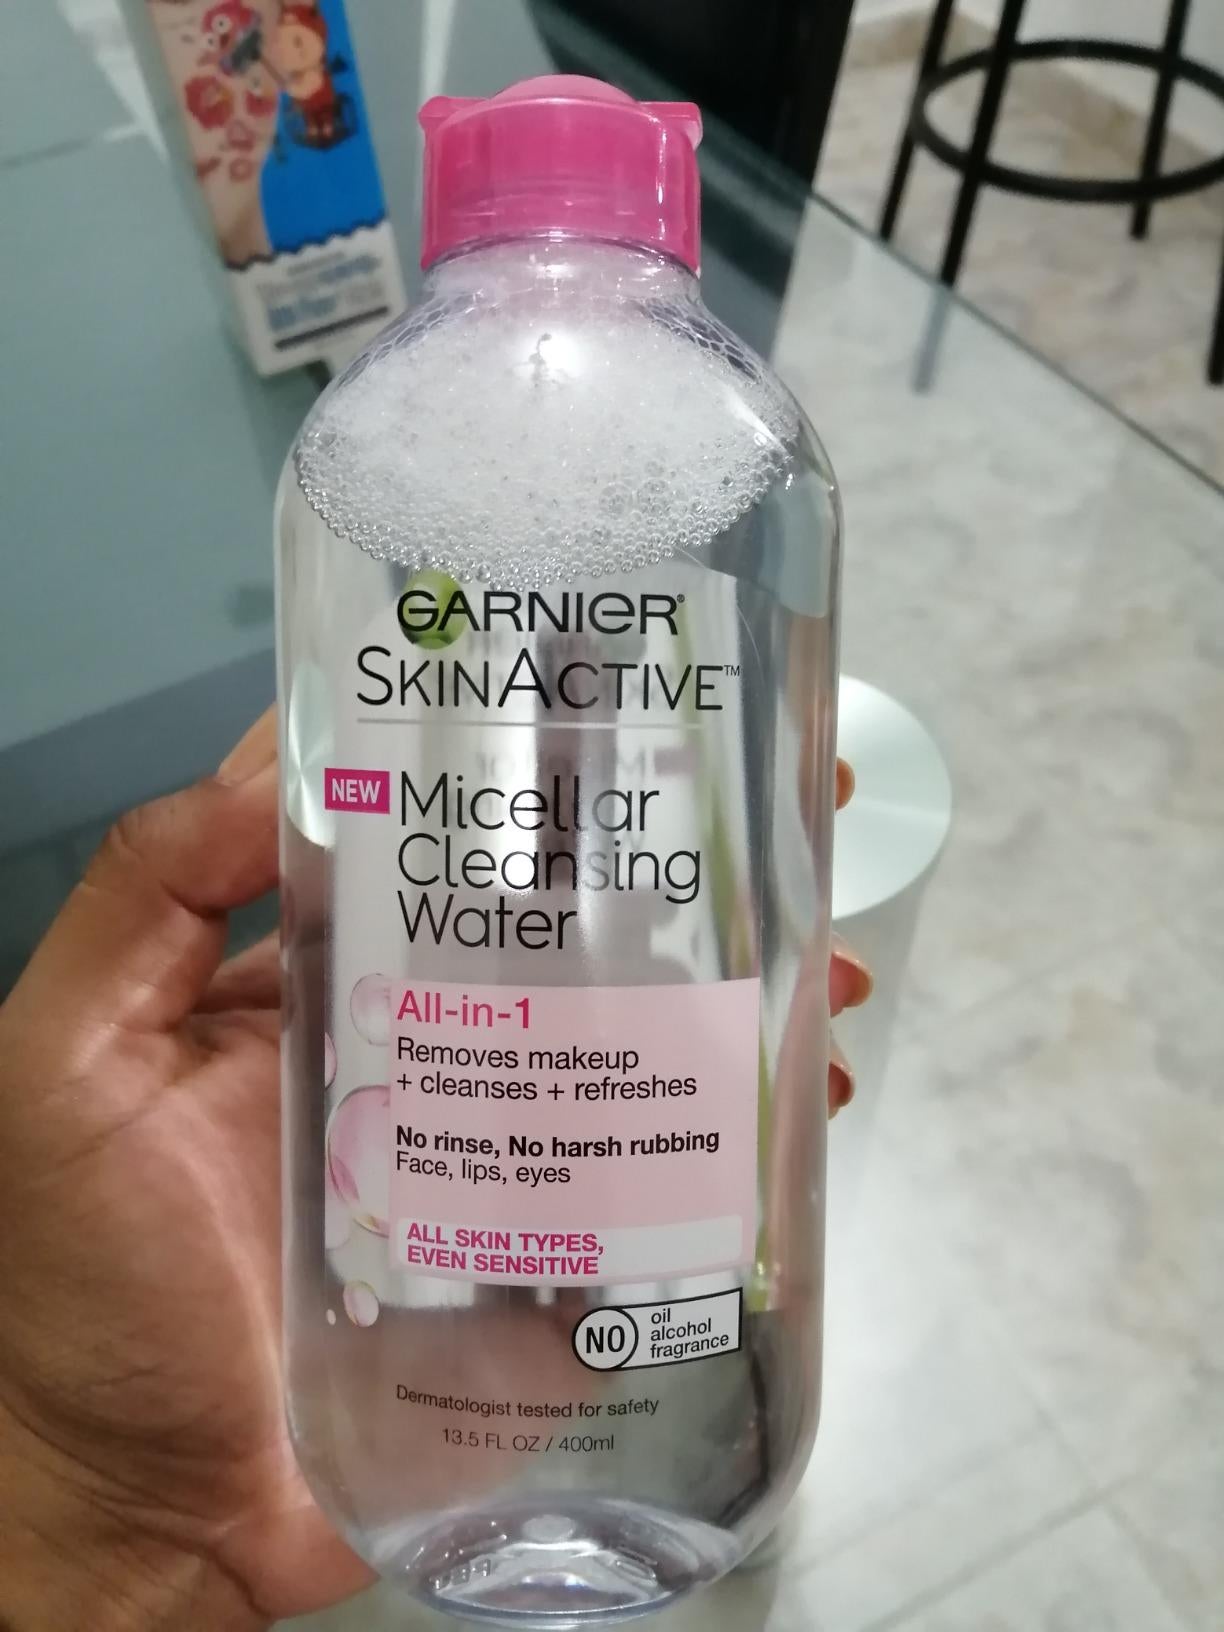 GARNIER®
SKINACTIVE™
NEW
Micellar
Cleansing
Water
All-in-1
Removes makeup
+ cleanses + refreshes
No rinse, No harsh rubbing
Face, lips, eyes
ALL SKIN TYPES,
EVEN SENSITIVE
NO
oil
alcohol
fragrance
Dermatologist tested for safety
13.5 FL OZ / 400ml